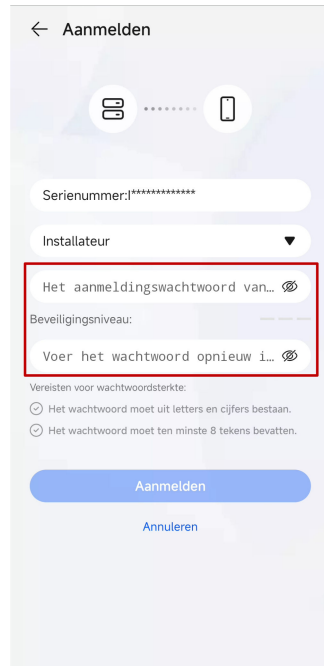 Aanmelden
Serienummer:I*************
Installateur
Het aanmeldingswachtwoord van…
Beveiligingsniveau:
Voer het wachtwoord opnieuw i…
Vereisten voor wachtwoordsterkte:
Het wachtwoord moet uit letters en cijfers bestaan.
Het wachtwoord moet ten minste 8 tekens bevatten.
Aanmelden
Annuleren